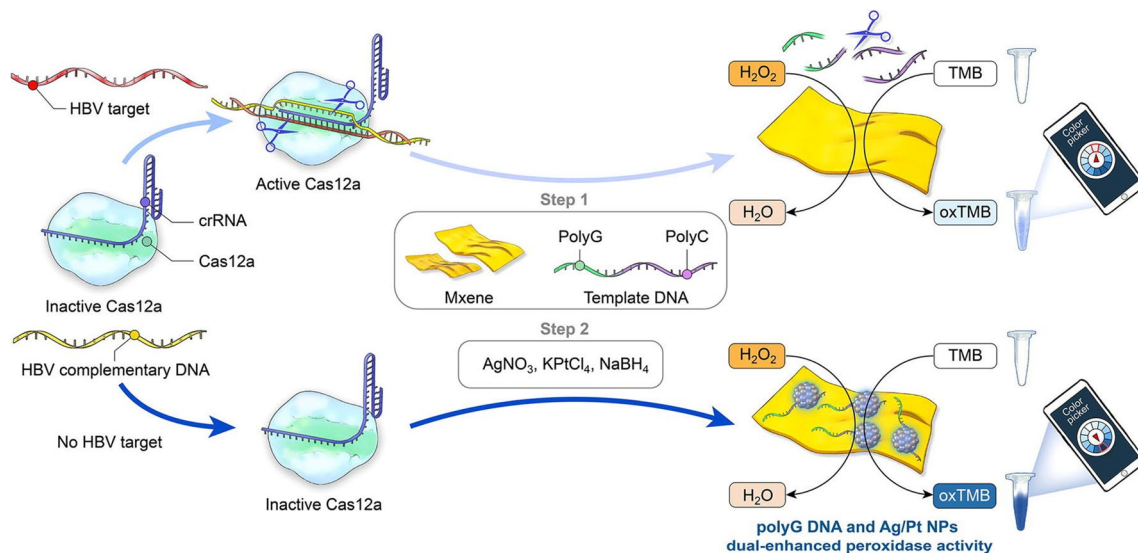 HBV target
Active Cas12a
crRNA
Cas12a
Inactive Cas12a
HBV complementary DNA
No HBV target
Inactive Cas12a
Step 1
PolyG
PolyC
Mxene
Template DNA
Step 2
AgNO₃, KPtCl₄, NaBH₄
H₂O₂
TMB
H₂O
oxTMB
Color
picker
H₂O₂
TMB
H₂O
oxTMB
Color
picker
polyG DNA and Ag/Pt NPs
dual-enhanced peroxidase activity